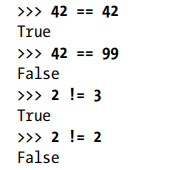 >>> 42 == 42
True
>>> 42 == 99
False
>>> 2 != 3
True
>>> 2 != 2
False